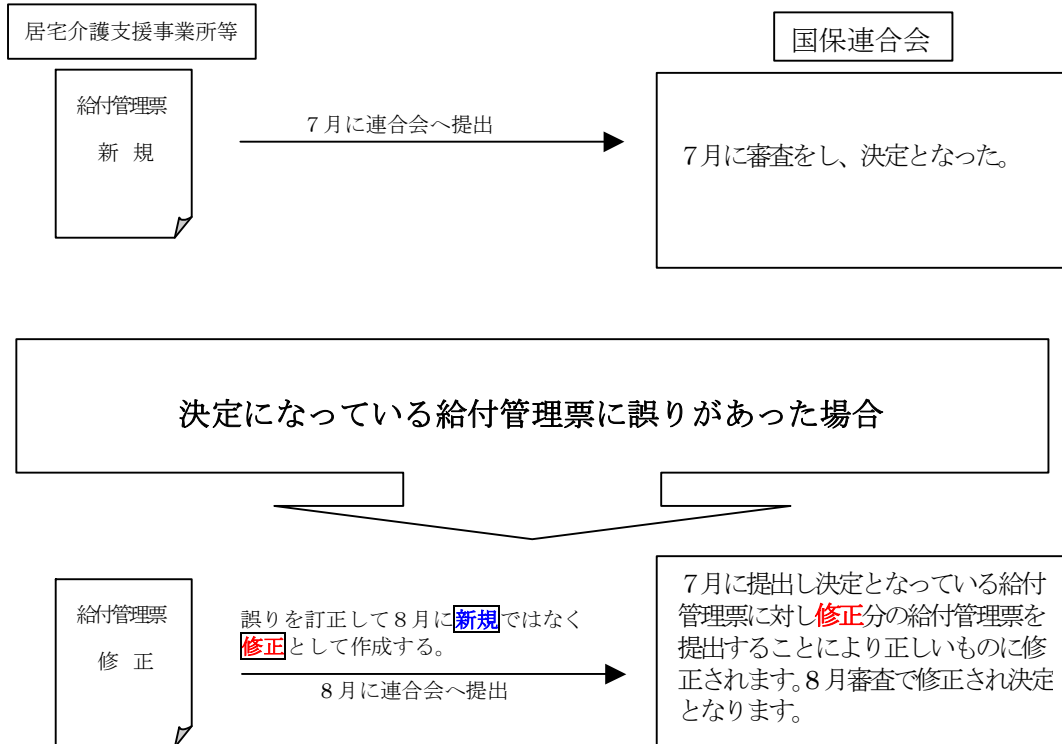 居宅介護支援事業所等
国保連合会
給付管理票
新 規
７月に連合会へ提出
７月に審査をし、決定となった。
決定になっている給付管理票に誤りがあった場合
給付管理票
修 正
誤りを訂正して８月に新規ではなく
修正として作成する。
８月に連合会へ提出
７月に提出し決定となっている給付
管理票に対し修正分の給付管理票を
提出することにより正しいものに修
正されます。８月審査で修正され決定
となります。